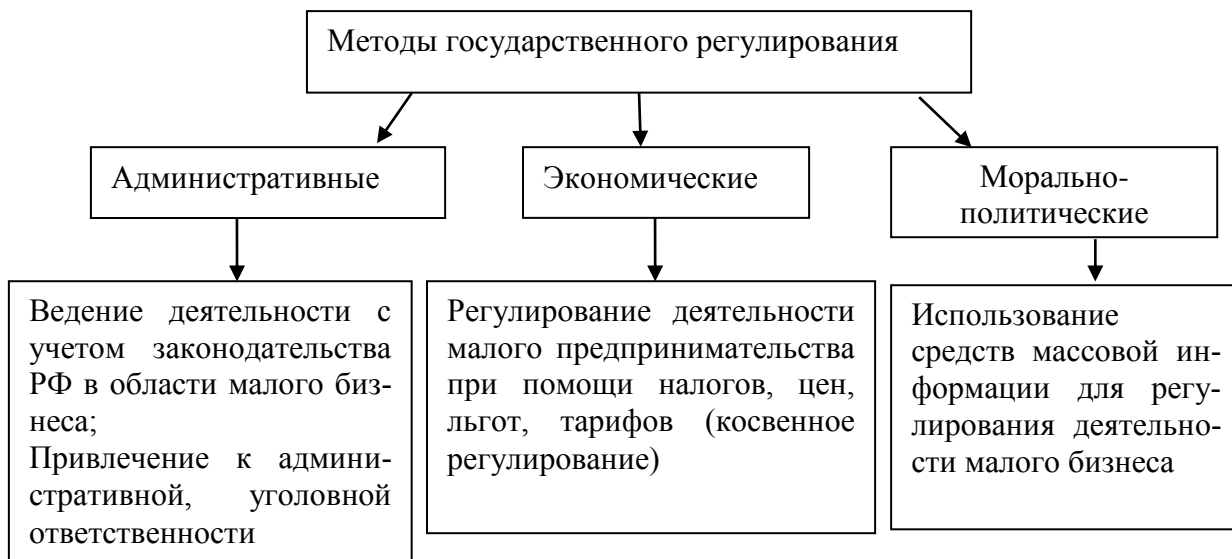 Методы государственного регулирования
Административные
Экономические
Морально-
политические
Ведение деятельности с
учетом законодательства
РФ в области малого биз-
неса;
Привлечение к админи-
стративной, уголовной
ответственности
Регулирование деятельности
малого предпринимательства
при помощи налогов, цен,
льгот, тарифов (косвенное
регулирование)
Использование
средств массовой ин-
формации для регу-
лирования деятельно-
сти малого бизнеса